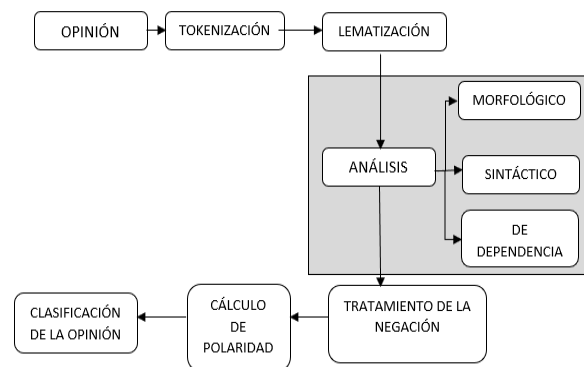 OPINIÓN
TOKENIZACIÓN
LEMATIZACIÓN
MORFOLÓGICO
ANÁLISIS
SINTÁCTICO
DE
DEPENDENCIA
TRATAMIENTO DE LA
NEGACIÓN
CÁLCULO
DE
POLARIDAD
CLASIFICACIÓN
DE LA OPINIÓN